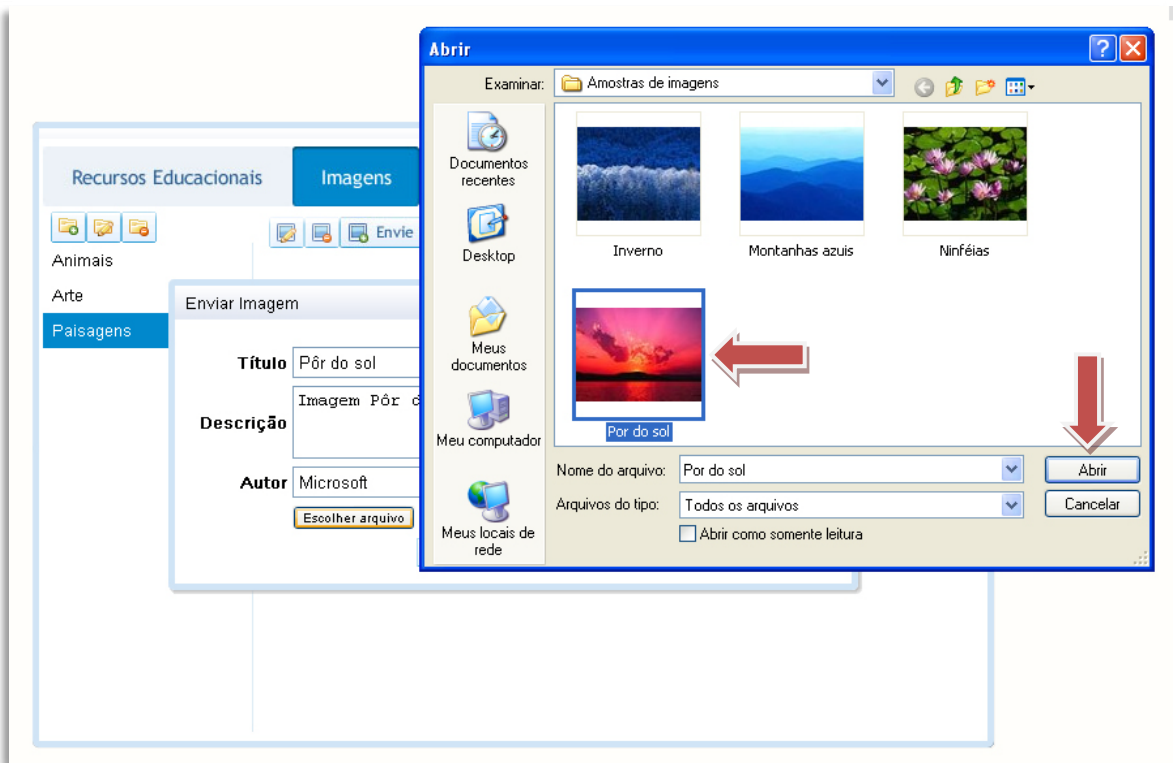 Abrir
Examinar:
Amostras de imagens
Documentos
recentes
Desktop
Meus
documentos
Meu computador
Meus locais de
rede
Inverno
Montanhas azuis
Ninféias
Por do sol
Nome do arquivo:
Por do sol
Abrir
Arquivos do tipo:
Todos os arquivos
Cancelar
Abrir como somente leitura
Recursos Educacionais
Imagens
Envie
Animais
Arte
Paisagens
Enviar Imagem
Título
Pôr do sol
Descrição
Imagem Pôr
Autor
Microsoft
Escolher arquivo